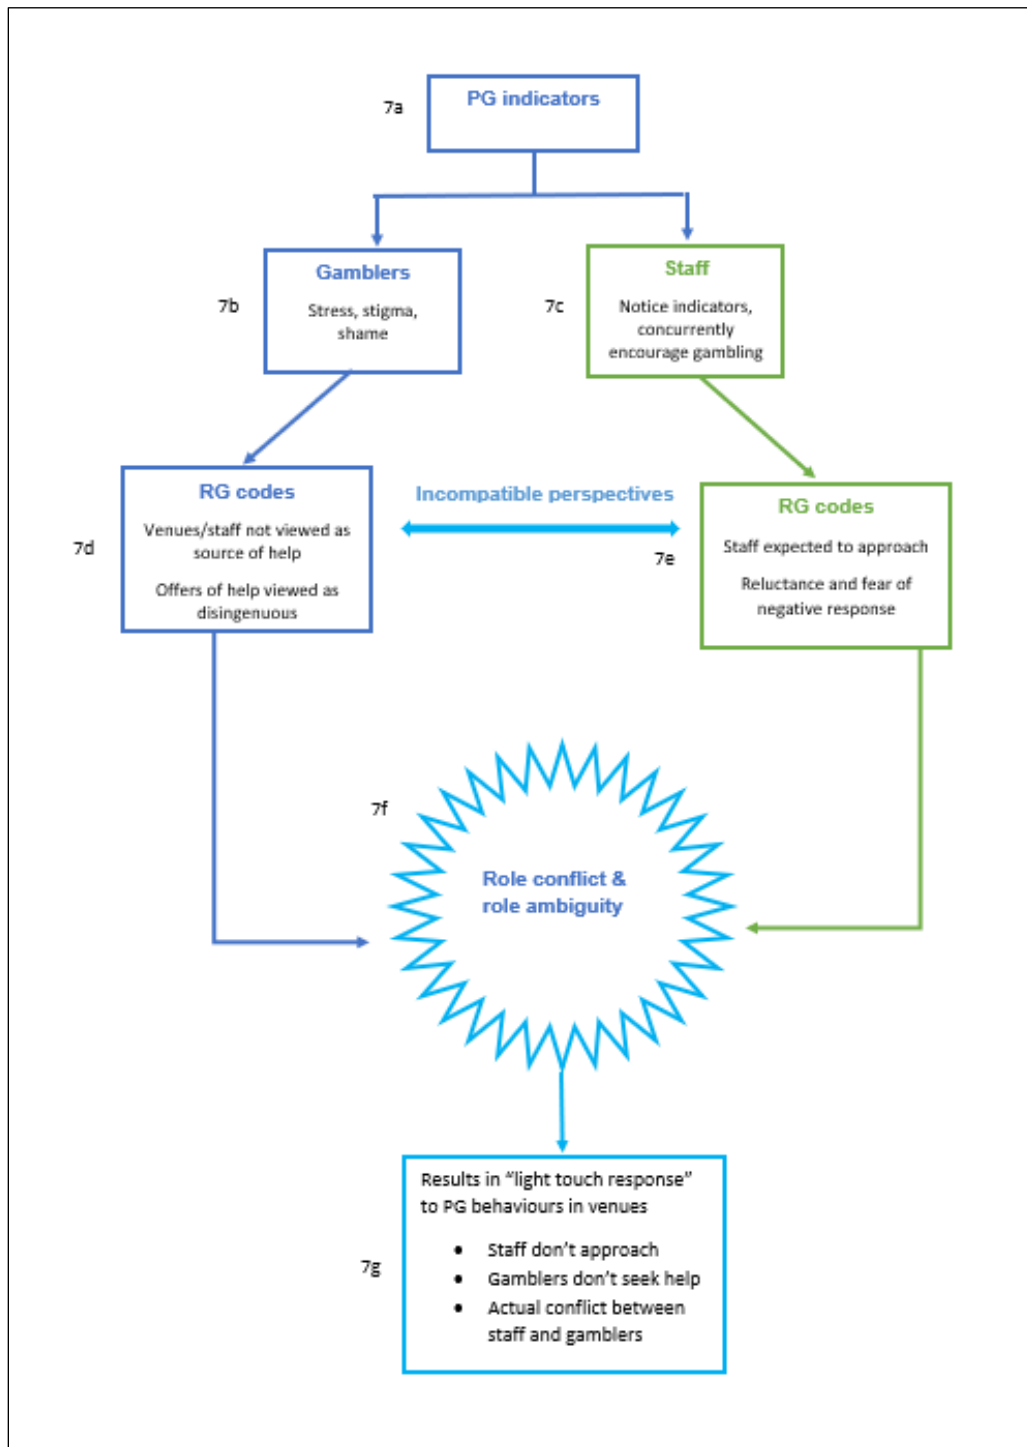 7a
PG indicators
7b
Gamblers
Stress, stigma,
shame
7c
Staff
Notice indicators,
concurrently
encourage gambling
7d
RG codes
Venues/staff not viewed as
source of help
Offers of help viewed as
disingenuous
Incompatible perspectives
7e
RG codes
Staff expected to approach
Reluctance and fear of
negative response
7f
Role conflict &
role ambiguity
7g
Results in “light touch response”
to PG behaviours in venues
• Staff don’t approach
• Gamblers don’t seek help
• Actual conflict between
staff and gamblers